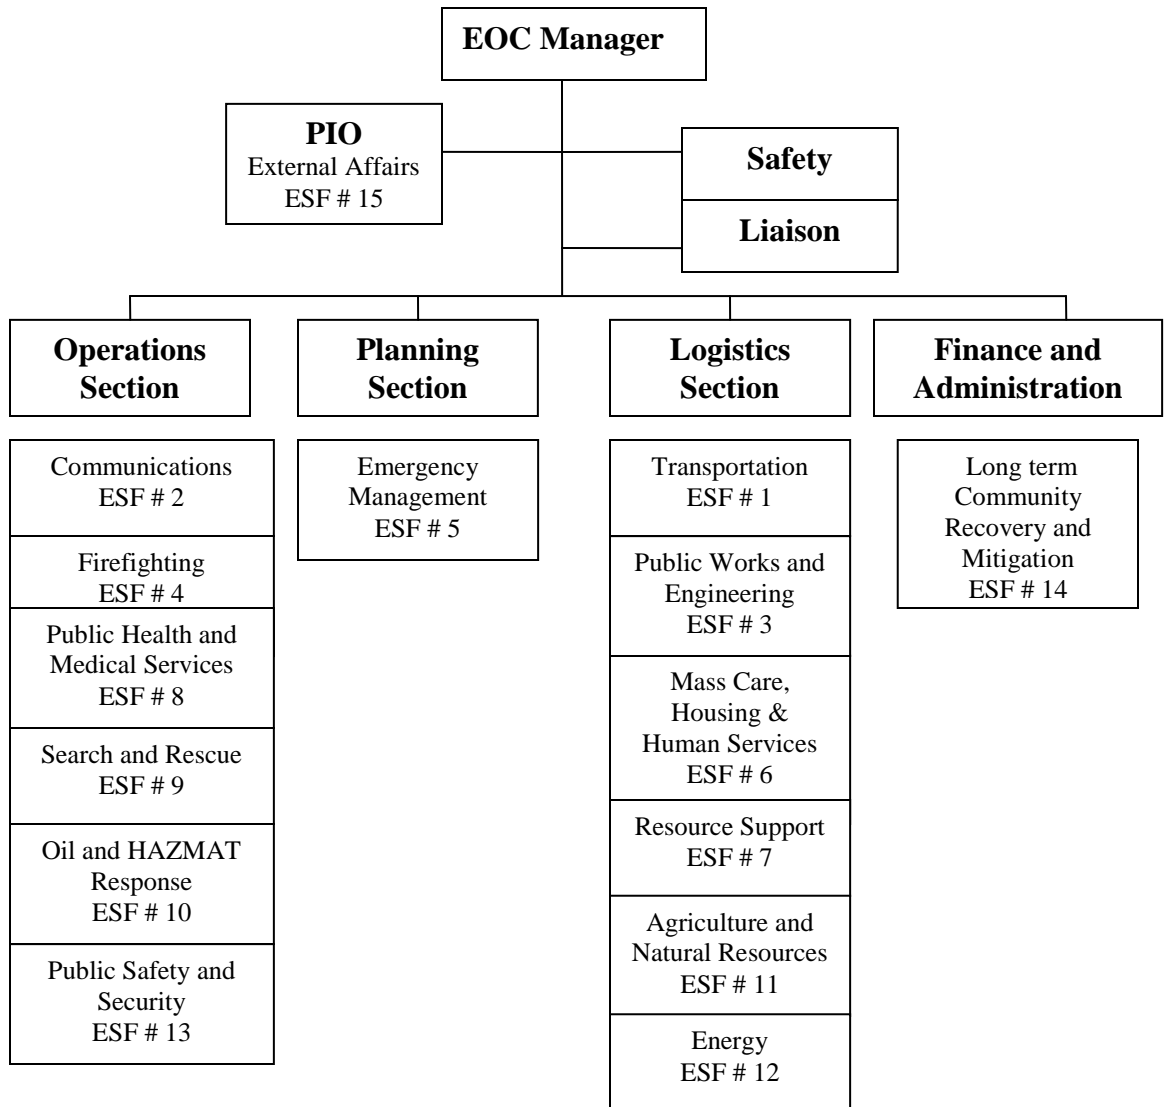 EOC Manager
PIO
External Affairs
ESF # 15
Safety
Liaison
Operations
Section
Planning
Section
Logistics
Section
Finance and
Administration
Communications
ESF # 2
Firefighting
ESF # 4
Public Health and
Medical Services
ESF # 8
Search and Rescue
ESF # 9
Oil and HAZMAT
Response
ESF # 10
Public Safety and
Security
ESF # 13
Emergency
Management
ESF # 5
Transportation
ESF # 1
Public Works and
Engineering
ESF # 3
Mass Care,
Housing &
Human Services
ESF # 6
Resource Support
ESF # 7
Agriculture and
Natural Resources
ESF # 11
Energy
ESF # 12
Long term
Community
Recovery and
Mitigation
ESF # 14